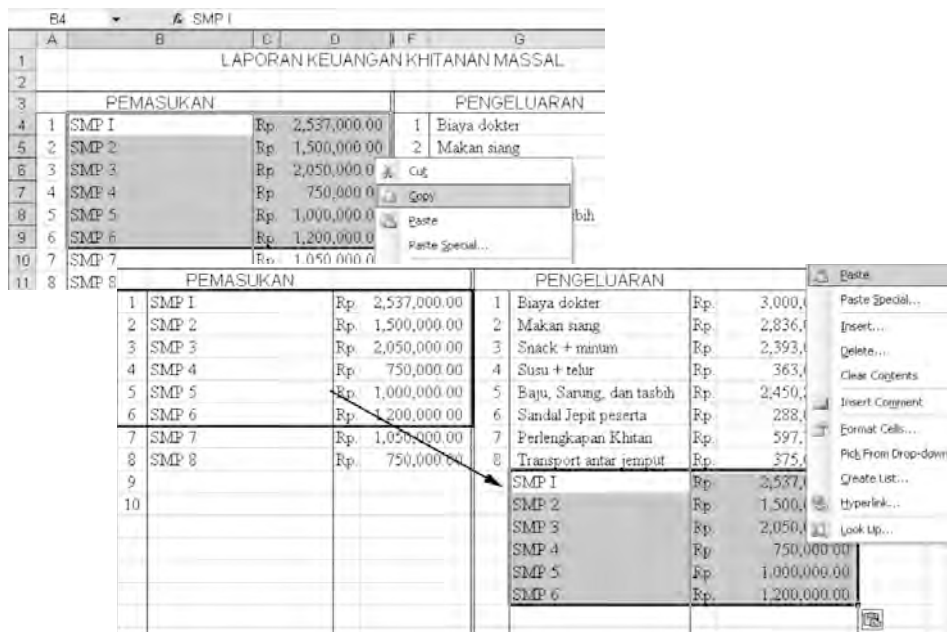 B4 fx SMP I
A B C D F G
1 LAPORAN KEUANGAN KHITANAN MASSAL
2
3 PEMASUKAN PENGELUARAN
4 1 SMP I Rp. 2,537,000.00 1 Biaya dokter
5 2 SMP 2 Rp. 1,500,000.00 2 Makan siang
6 3 SMP 3 Rp. 2,050,000.0 Cut
7 4 SMP 4 Rp. 750,000.0 Copy
8 5 SMP 5 Rp. 1,000,000.0 Paste bih
9 6 SMP 6 Rp. 1,200,000.0 Paste Special...
10 7 SMP 7 Rp. 1,050,000.0
11 8 SMP 8
PEMASUKAN PENGELUARAN Paste
1 SMP I Rp. 2,537,000.00 1 Biaya dokter Rp. 3,000, Paste Special...
2 SMP 2 Rp. 1,500,000.00 2 Makan siang Rp. 2,836, Insert...
3 SMP 3 Rp. 2,050,000.00 3 Snack + minum Rp. 2,393, Delete...
4 SMP 4 Rp. 750,000.00 4 Susu + telur Rp. 363, Clear Contents
5 SMP 5 Rp. 1,000,000.00 5 Baju, Sarung, dan tasbih Rp. 2,450, Insert Comment
6 SMP 6 Rp. 1,200,000.00 6 Sandal Jepit peserta Rp. 288, Format Cells...
7 SMP 7 Rp. 1,050,000.00 7 Perlengkapan Khitan Rp. 597, Pick From Drop-down
8 SMP 8 Rp. 750,000.00 8 Transport antar jemput Rp. 375, Create List...
9 SMP I Rp. 2,537, Hyperlink...
10 SMP 2 Rp. 1,500, Look Up...
SMP 3 Rp. 2,050,
SMP 4 Rp. 750,000.00
SMP 5 Rp. 1,000,000.00
SMP 6 Rp. 1,200,000.00